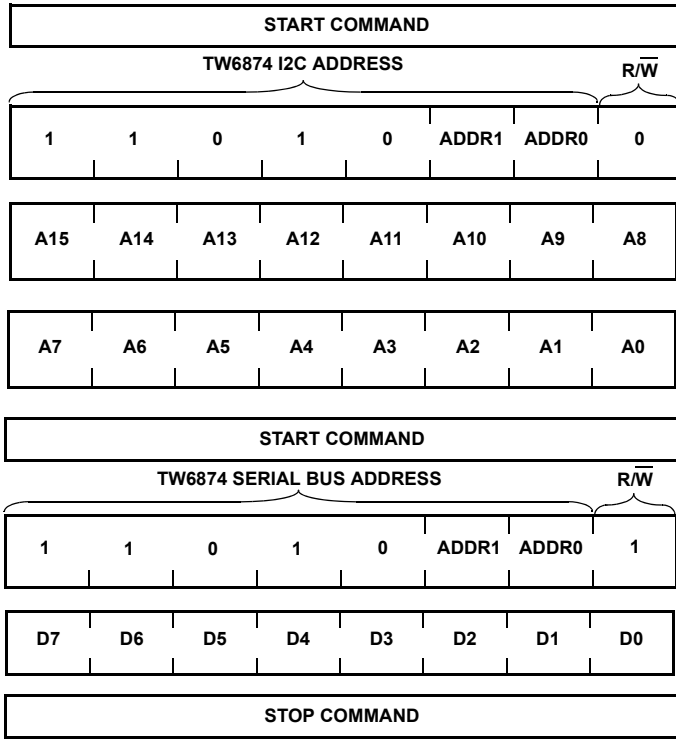 START COMMAND
TW6874 I2C ADDRESS R/W̅
1 1 0 1 0 ADDR1 ADDR0 0
A15 A14 A13 A12 A11 A10 A9 A8
A7 A6 A5 A4 A3 A2 A1 A0
START COMMAND
TW6874 SERIAL BUS ADDRESS R/W̅
1 1 0 1 0 ADDR1 ADDR0 1
D7 D6 D5 D4 D3 D2 D1 D0
STOP COMMAND